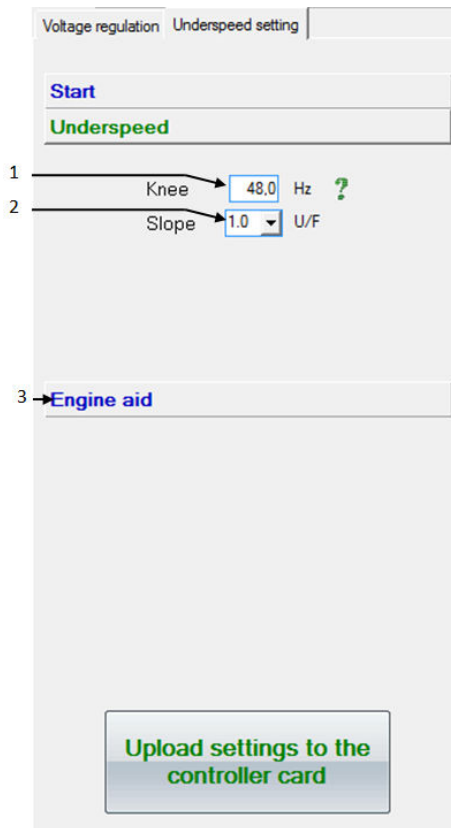 Voltage regulation Underspeed setting
Start
Underspeed
1 Knee 48,0 Hz ?
2 Slope 1.0 U/F
3 Engine aid
Upload settings to the
controller card